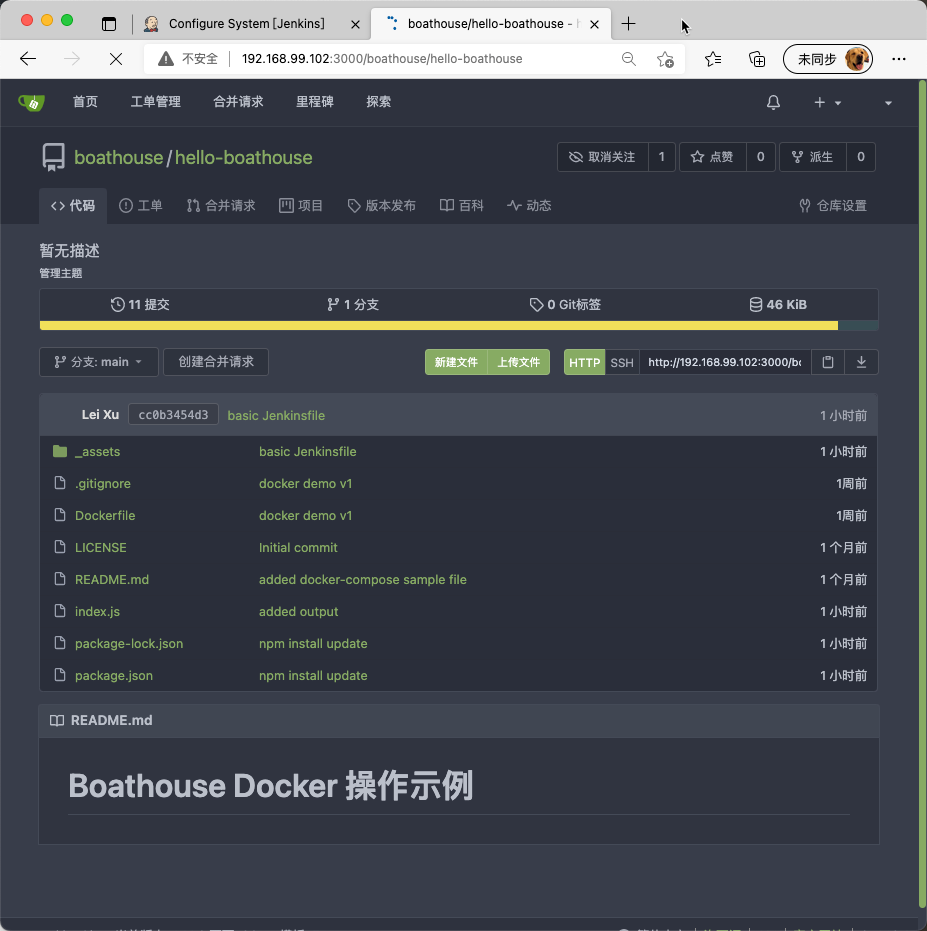 Configure System [Jenkins]
boathouse/hello-boathouse -
不安全 192.168.99.102:3000/boathouse/hello-boathouse 未同步
首页 工单管理 合并请求 里程碑 探索
boathouse/hello-boathouse 取消关注 1 点赞 0 派生 0
代码 工单 合并请求 项目 版本发布 百科 动态 仓库设置
暂无描述
管理主题
11 提交 1 分支 0 Git标签 46 KiB
分支: main 创建合并请求 新建文件 上传文件 HTTP SSH http://192.168.99.102:3000/bo
Lei Xu cc0b3454d3 basic Jenkinsfile 1 小时前
_assets basic Jenkinsfile 1 小时前
.gitignore docker demo v1 1周前
Dockerfile docker demo v1 1周前
LICENSE Initial commit 1 个月前
README.md added docker-compose sample file 1 个月前
index.js added output 1 小时前
package-lock.json npm install update 1 小时前
package.json npm install update 1 小时前
README.md
Boathouse Docker 操作示例